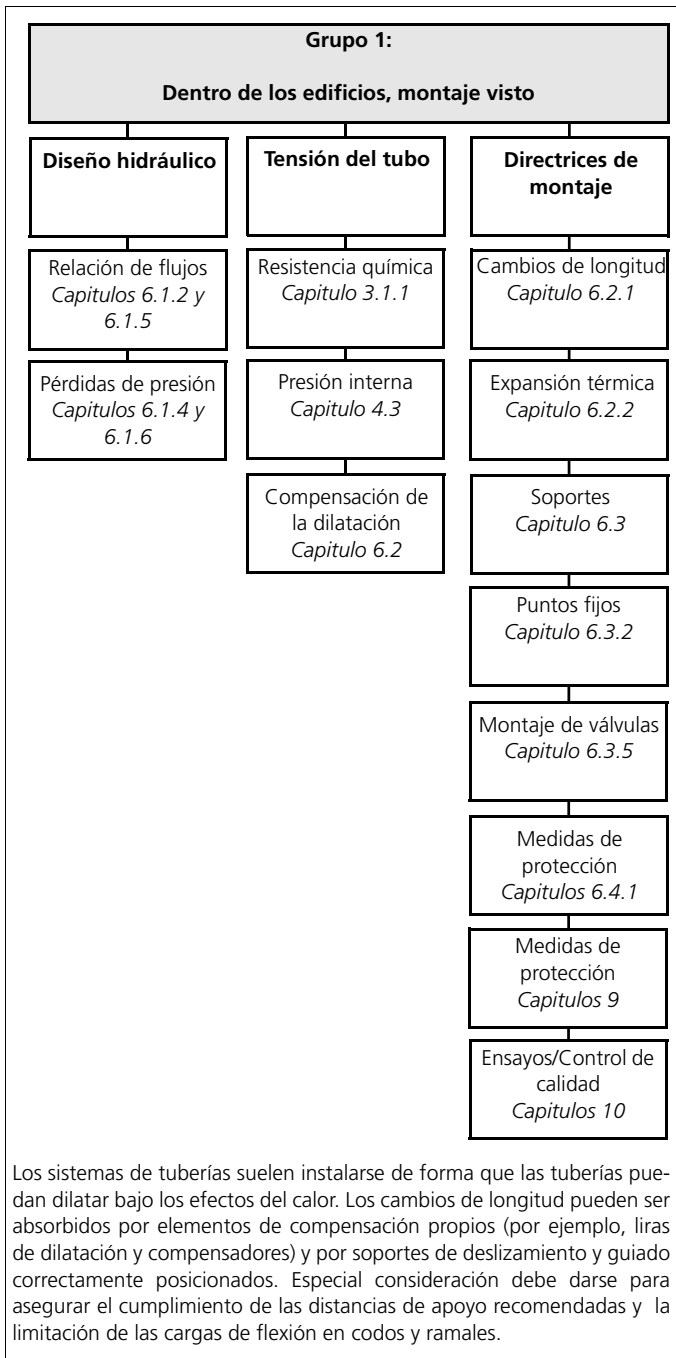 Grupo 1:
Dentro de los edificios, montaje visto
Diseño hidráulico
Relación de flujos
Capitulos 6.1.2 y
6.1.5
Pérdidas de presión
Capitulos 6.1.4 y
6.1.6
Tensión del tubo
Resistencia química
Capitulo 3.1.1
Presión interna
Capitulo 4.3
Compensación de
la dilatación
Capitulo 6.2
Directrices de
montaje
Cambios de longitud
Capitulo 6.2.1
Expansión térmica
Capitulo 6.2.2
Soportes
Capitulo 6.3
Puntos fijos
Capitulo 6.3.2
Montaje de válvulas
Capitulo 6.3.5
Medidas de
protección
Capitulos 6.4.1
Medidas de
protección
Capitulos 9
Ensayos/Control de
calidad
Capitulos 10
Los sistemas de tuberías suelen instalarse de forma que las tuberías pue-
dan dilatar bajo los efectos del calor. Los cambios de longitud pueden ser
absorbidos por elementos de compensación propios (por ejemplo, liras
de dilatación y compensadores) y por soportes de deslizamiento y guiado
correctamente posicionados. Especial consideración debe darse para
asegurar el cumplimiento de las distancias de apoyo recomendadas y la
limitación de las cargas de flexión en codos y ramales.